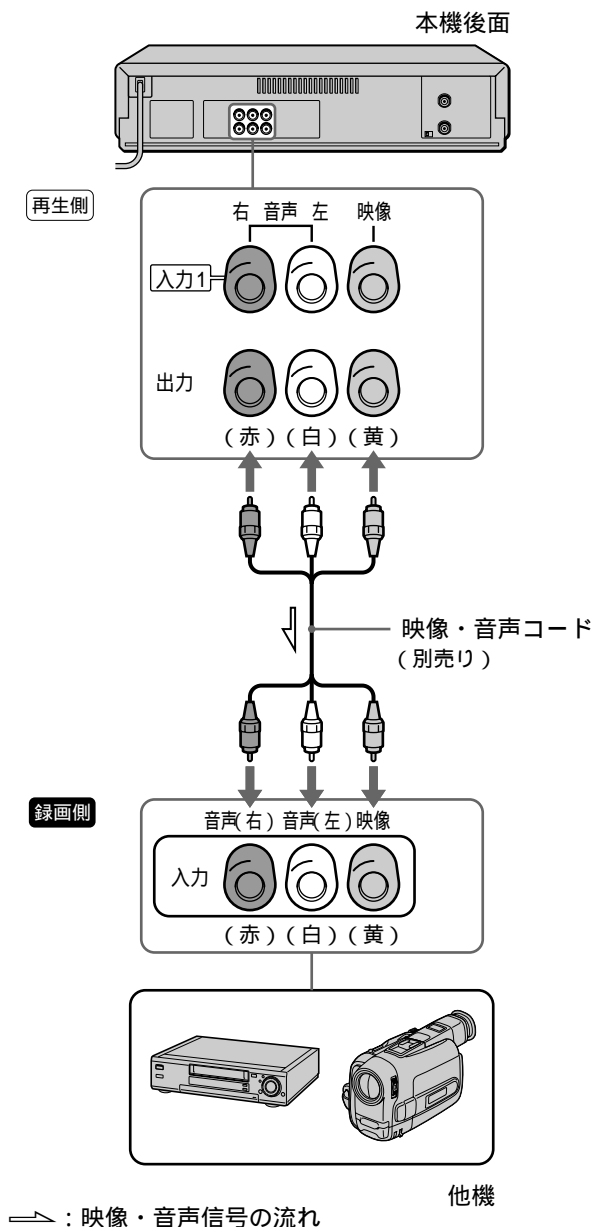 本機後面
再生側
右 音声 左 映像
入力1
出力
(赤)(白)(黄)
映像・音声コード
(別売り)
録画側
音声(右)音声(左)映像
入力
(赤)(白)(黄)
他機
:映像・音声信号の流れ